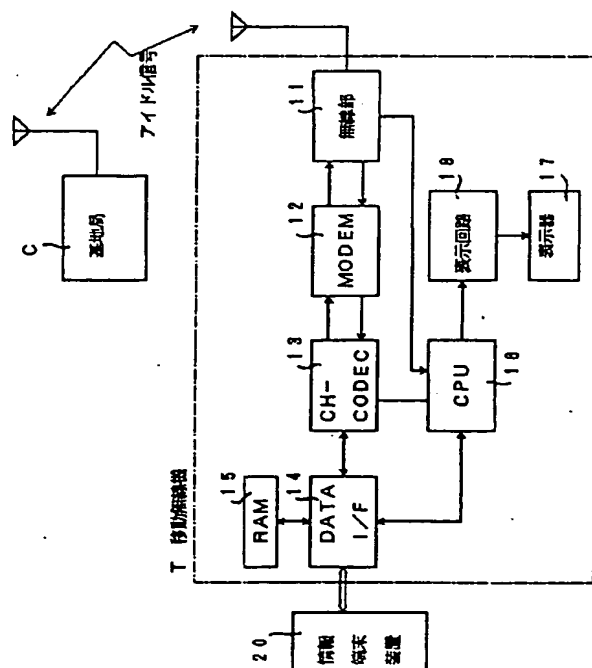 20
情報
端末
装置
T 移動無線機
15
RAM
14
DATA
I/F
13
CH-
CODEC
16
CPU
12
MODEM
18
表示回路
11
無線部
17
表示器
C
基地局
アイドル信号